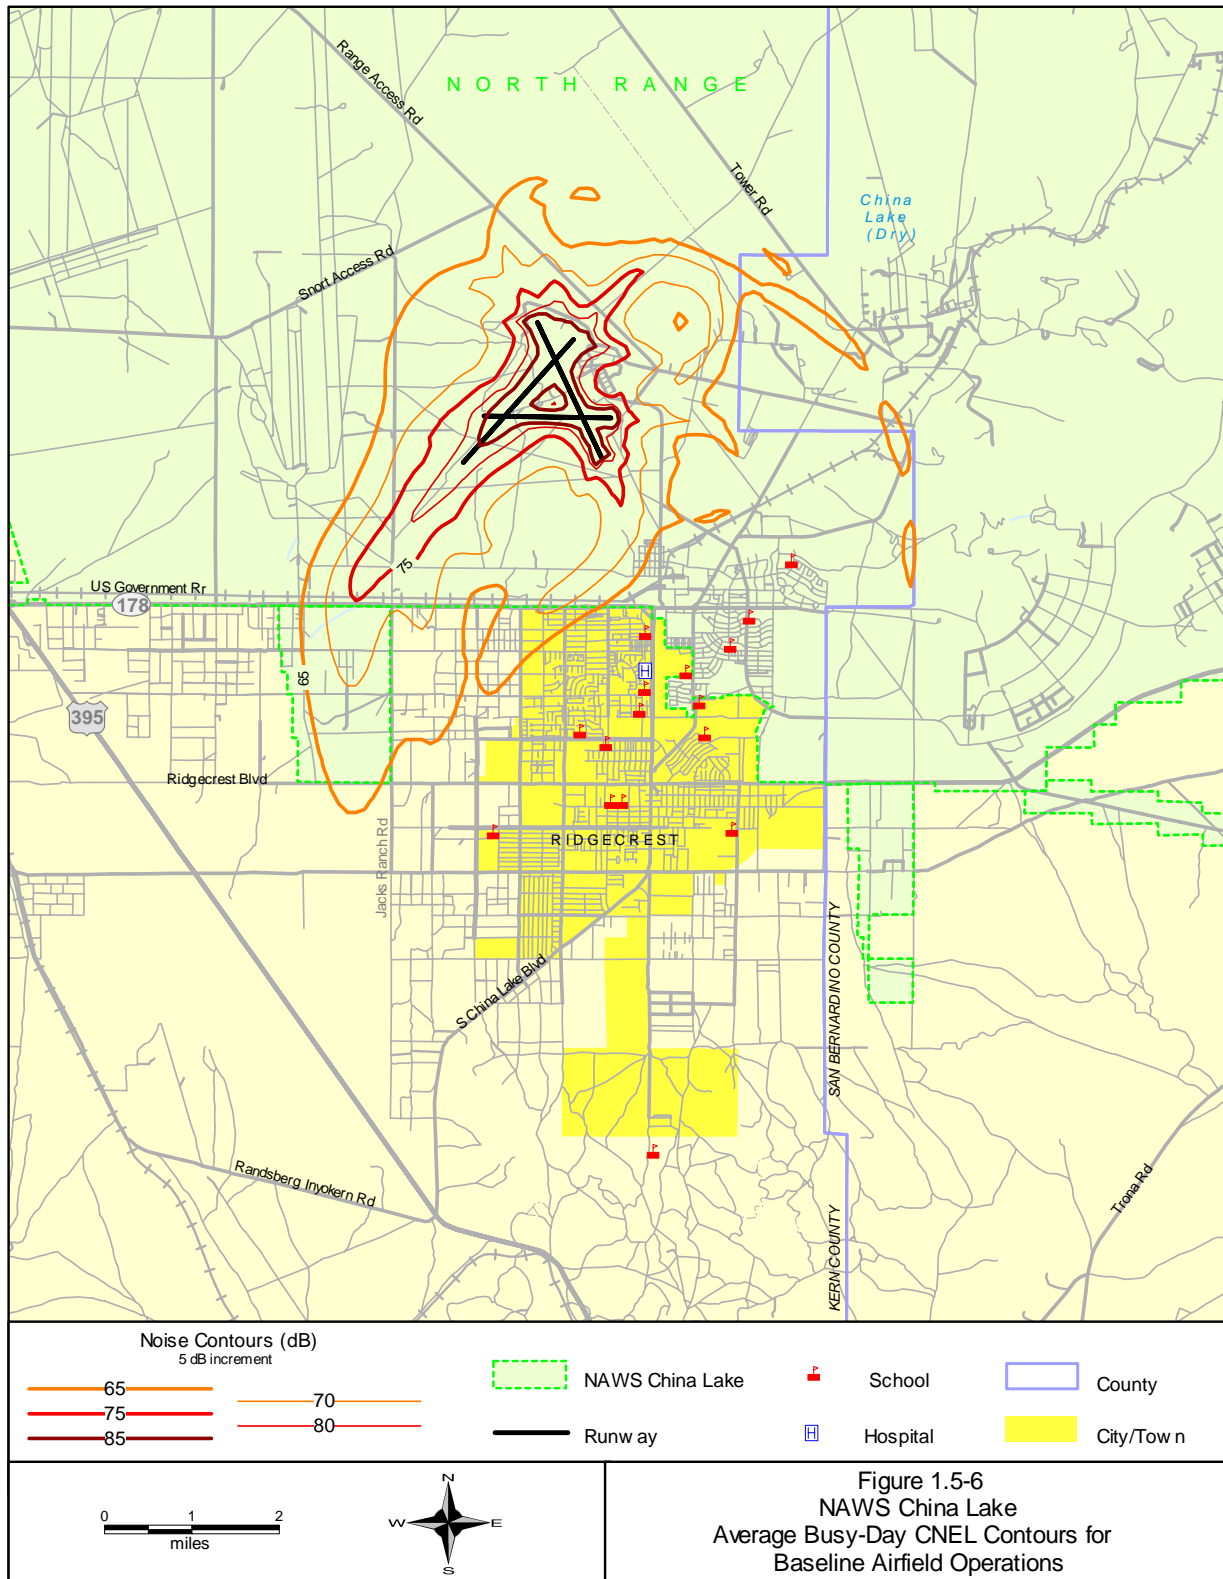 NORTH RANGE
Range Access Rd
Tower Rd
China
Lake
(Dry)
Snort Access Rd
75
US Government Rr
178
65
395
Ridgecrest Blvd
RIDGECREST
Jacks Ranch Rd
S China Lake Blvd
SAN BERNARDINO COUNTY
KERN COUNTY
Randsberg Inyokern Rd
Trona Rd
H
Noise Contours (dB)
5 dB increment
65
70
75
80
85
NAWS China Lake
School
County
Runway
H
Hospital
City/Town
0 1 2
miles
N
W E
S
Figure 1.5-6
NAWS China Lake
Average Busy-Day CNEL Contours for
Baseline Airfield Operations